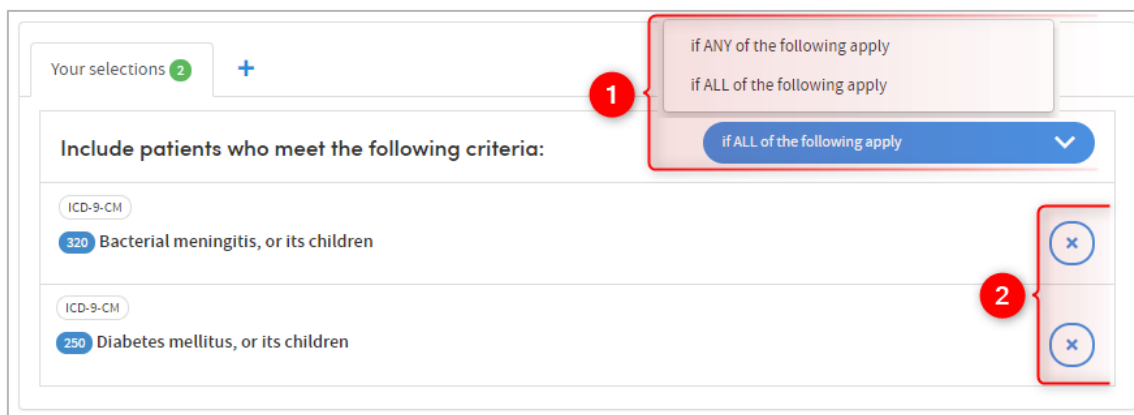 if ANY of the following apply
Your selections 2 +
if ALL of the following apply
1
Include patients who meet the following criteria:
if ALL of the following apply
ICD-9-CM
320 Bacterial meningitis, or its children
×
2
ICD-9-CM
250 Diabetes mellitus, or its children
×